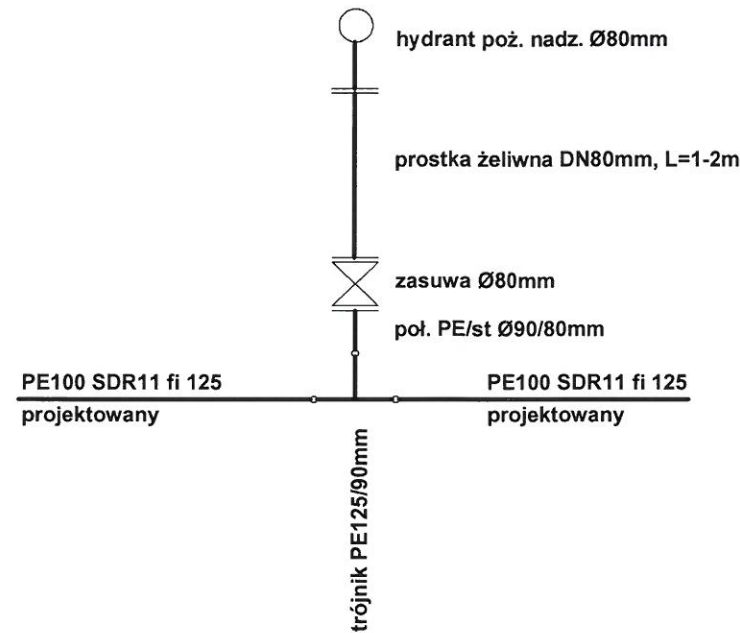 hydrant poż. nadz. Ø80mm
prostka żeliwna DN80mm, L=1-2m
zasuwa Ø80mm
poł. PE/st Ø90/80mm
PE100 SDR11 fi 125
projektowany
PE100 SDR11 fi 125
projektowany
trójnik PE125/90mm